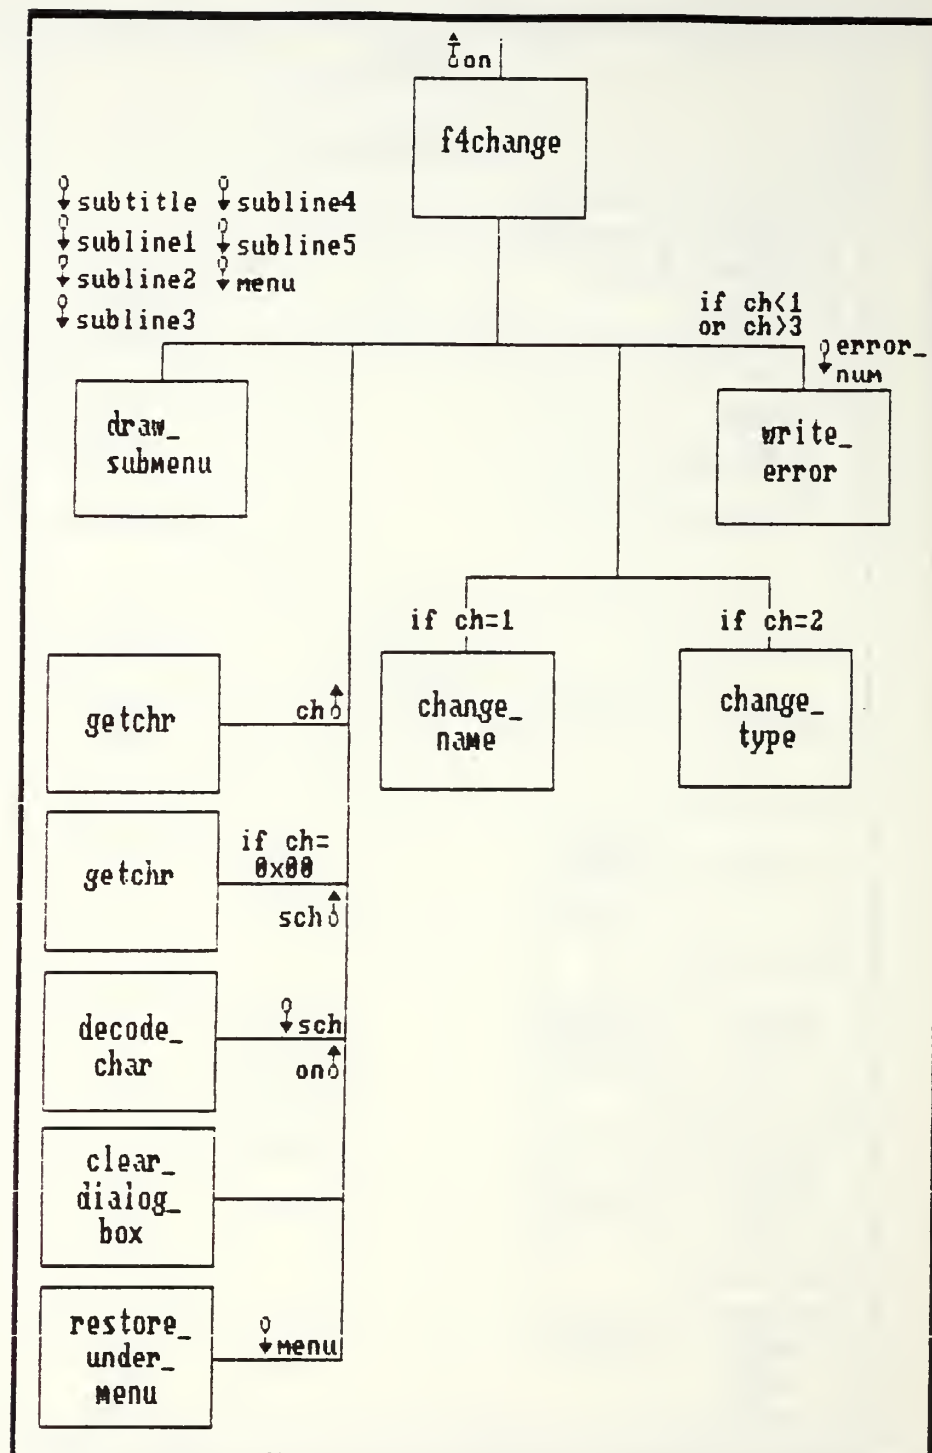 on
f4change
subtitle subline4
subline1 subline5
subline2 menu
subline3
if ch<1
or ch>3
error_
num
draw_
submenu
write_
error
if ch=1 if ch=2
getchr
ch
change_
name
change_
type
getchr
if ch=
0x00
sch
decode_
char
sch
on
clear_
dialog_
box
restore_
under_
menu
menu